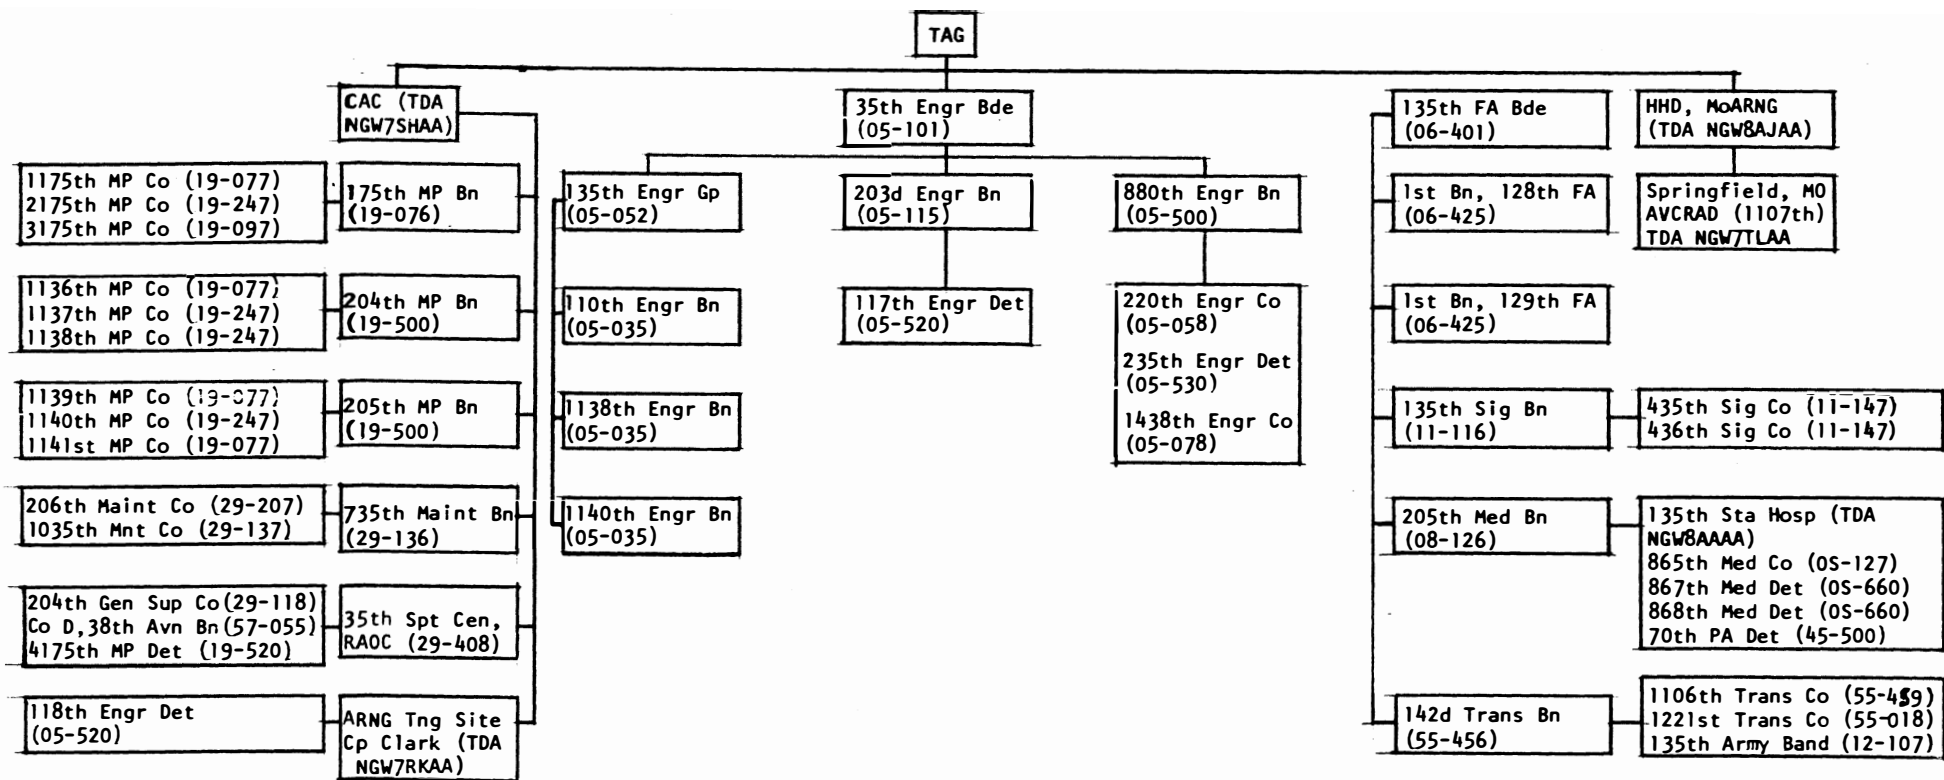 TAG
CAC (TDA
NGW7SHAA)
35th Engr Bde
(05-101)
135th FA Bde
(06-401)
HHD, MoARNG
(TDA NGW8AJAA)
1175th MP Co (19-077)
2175th MP Co (19-247)
3175th MP Co (19-097)
175th MP Bn
(19-076)
135th Engr Gp
(05-052)
203d Engr Bn
(05-115)
880th Engr Bn
(05-500)
1st Bn, 128th FA
(06-425)
Springfield, MO
AVCRAD (1107th)
TDA NGW7TLAA
1136th MP Co (19-077)
1137th MP Co (19-247)
1138th MP Co (19-247)
204th MP Bn
(19-500)
110th Engr Bn
(05-035)
117th Engr Det
(05-520)
220th Engr Co
(05-058)
235th Engr Det
(05-530)
1438th Engr Co
(05-078)
1st Bn, 129th FA
(06-425)
1139th MP Co (19-077)
1140th MP Co (19-247)
1141st MP Co (19-077)
205th MP Bn
(19-500)
1138th Engr Bn
(05-035)
135th Sig Bn
(11-116)
435th Sig Co (11-147)
436th Sig Co (11-147)
206th Maint Co (29-207)
1035th Mnt Co (29-137)
735th Maint Bn
(29-136)
1140th Engr Bn
(05-035)
205th Med Bn
(08-126)
135th Sta Hosp (TDA
NGW8AAAA)
865th Med Co (0S-127)
867th Med Det (0S-660)
868th Med Det (0S-660)
70th PA Det (45-500)
204th Gen Sup Co(29-118)
Co D,38th Avn Bn(57-055)
4175th MP Det (19-520)
35th Spt Cen,
RAOC (29-408)
118th Engr Det
(05-520)
ARNG Tng Site
Cp Clark (TDA
NGW7RKAA)
142d Trans Bn
(55-456)
1106th Trans Co
1221st Trans Co (55-018)
135th Army Band (12-107)